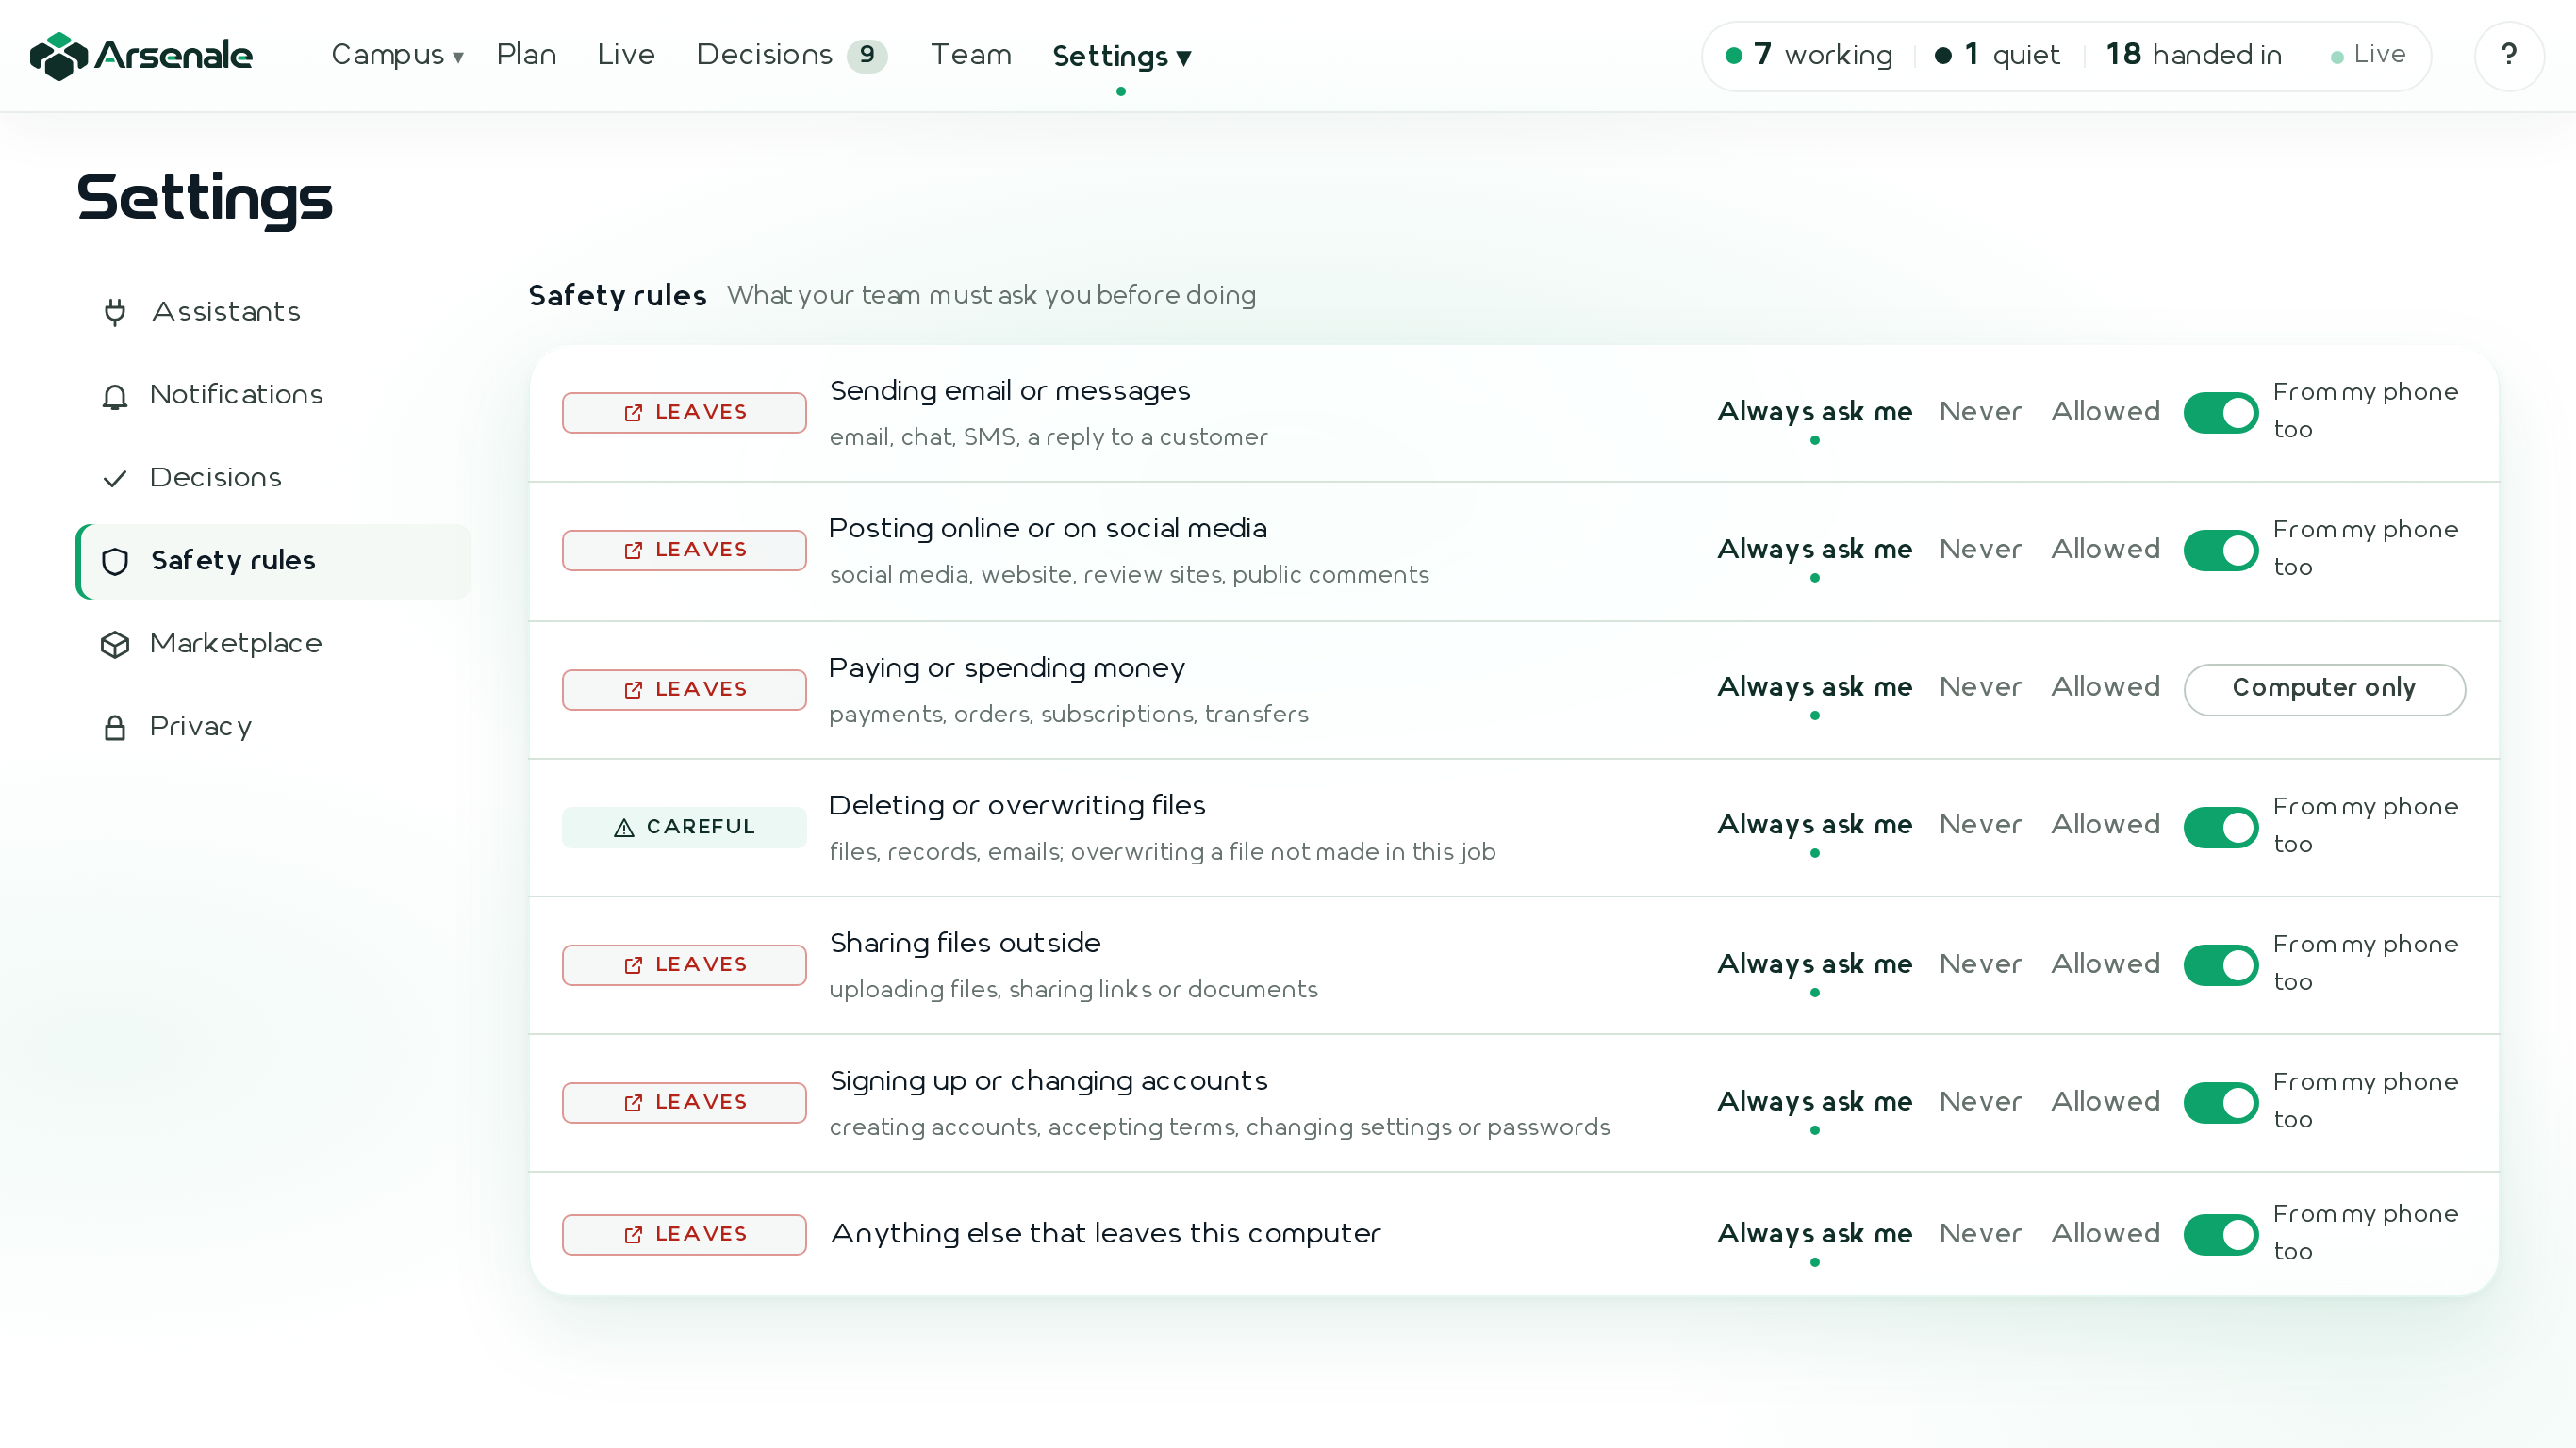 Arsenale
Campus ▾ Plan Live Decisions 9 Team Settings ▾
7 working 1 quiet 18 handed in Live ?
Settings
Assistants
Notifications
Decisions
Safety rules
Marketplace
Privacy
Safety rules What your team must ask you before doing
LEAVES
Sending email or messages
email, chat, SMS, a reply to a customer
Always ask me Never Allowed
From my phone
too
LEAVES
Posting online or on social media
social media, website, review sites, public comments
Always ask me Never Allowed
From my phone
too
LEAVES
Paying or spending money
payments, orders, subscriptions, transfers
Always ask me Never Allowed
Computer only
CAREFUL
Deleting or overwriting files
files, records, emails; overwriting a file not made in this job
Always ask me Never Allowed
From my phone
too
LEAVES
Sharing files outside
uploading files, sharing links or documents
Always ask me Never Allowed
From my phone
too
LEAVES
Signing up or changing accounts
creating accounts, accepting terms, changing settings or passwords
Always ask me Never Allowed
From my phone
too
LEAVES
Anything else that leaves this computer
Always ask me Never Allowed
From my phone
too